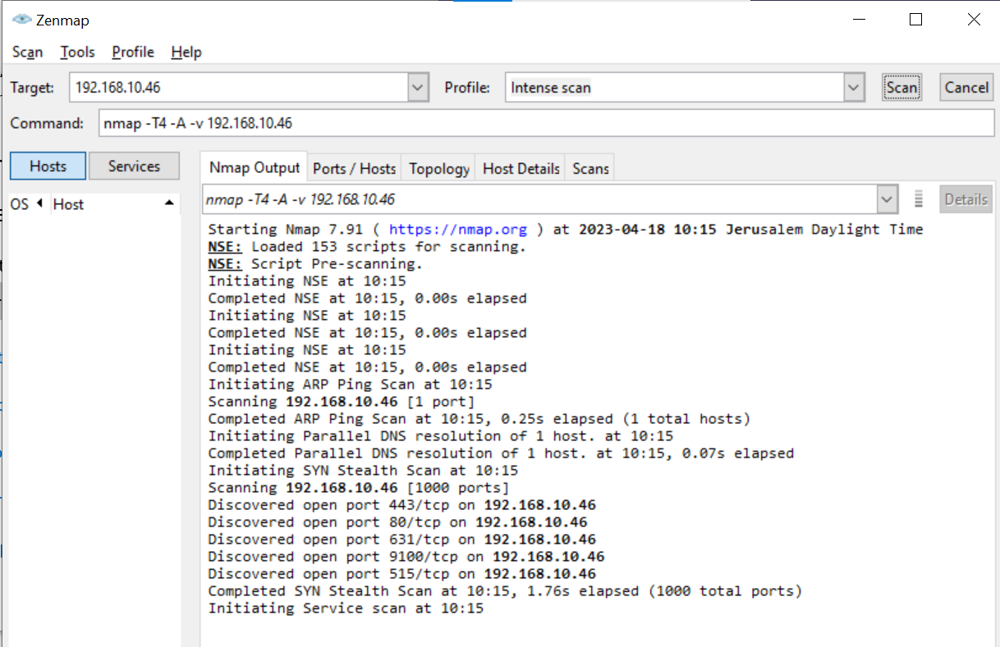 Zenmap
Scan Tools Profile Help
Target: 192.168.10.46 Profile: Intense scan Scan Cancel
Command: nmap -T4 -A -v 192.168.10.46
Hosts Services
OS Host
Nmap Output Ports / Hosts Topology Host Details Scans
nmap -T4 -A -v 192.168.10.46 Details
Starting Nmap 7.91 ( https://nmap.org ) at 2023-04-18 10:15 Jerusalem Daylight Time
NSE: Loaded 153 scripts for scanning.
NSE: Script Pre-scanning.
Initiating NSE at 10:15
Completed NSE at 10:15, 0.00s elapsed
Initiating NSE at 10:15
Completed NSE at 10:15, 0.00s elapsed
Initiating NSE at 10:15
Completed NSE at 10:15, 0.00s elapsed
Initiating ARP Ping Scan at 10:15
Scanning 192.168.10.46 [1 port]
Completed ARP Ping Scan at 10:15, 0.25s elapsed (1 total hosts)
Initiating Parallel DNS resolution of 1 host. at 10:15
Completed Parallel DNS resolution of 1 host. at 10:15, 0.07s elapsed
Initiating SYN Stealth Scan at 10:15
Scanning 192.168.10.46 [1000 ports]
Discovered open port 443/tcp on 192.168.10.46
Discovered open port 80/tcp on 192.168.10.46
Discovered open port 631/tcp on 192.168.10.46
Discovered open port 9100/tcp on 192.168.10.46
Discovered open port 515/tcp on 192.168.10.46
Completed SYN Stealth Scan at 10:15, 1.76s elapsed (1000 total ports)
Initiating Service scan at 10:15